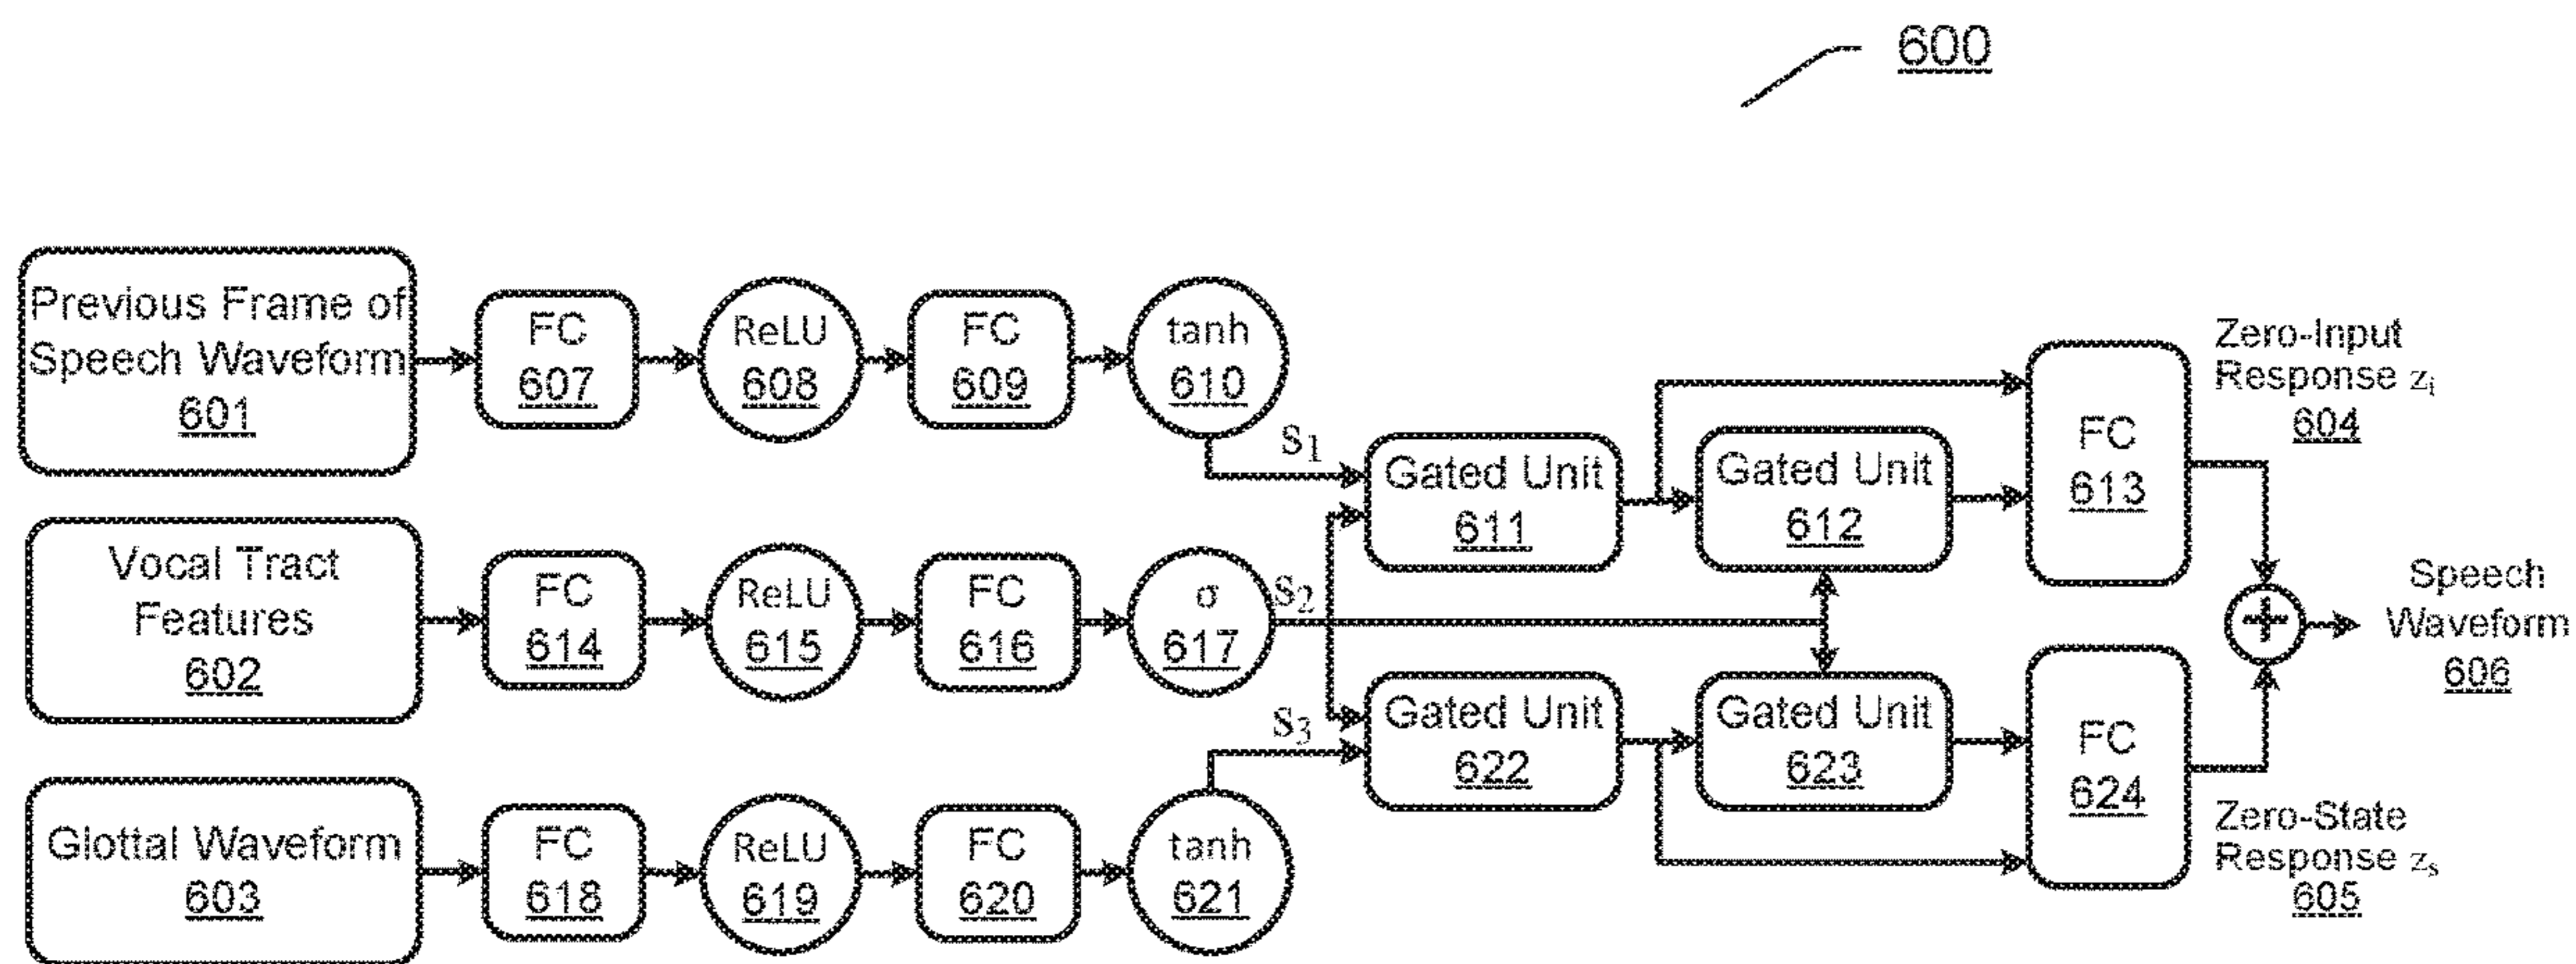 600
Previous Frame of
Speech Waveform
601
FC
607
ReLU
608
FC
609
tanh
610
S1
Gated Unit
611
Gated Unit
612
FC
613
Zero-Input
Response zi
604
Vocal Tract
Features
602
FC
614
ReLU
615
FC
616
σ
617
S2
+
Speech
Waveform
606
Glottal Waveform
603
FC
618
ReLU
619
FC
620
tanh
621
S3
Gated Unit
622
Gated Unit
623
FC
624
Zero-State
Response zs
605